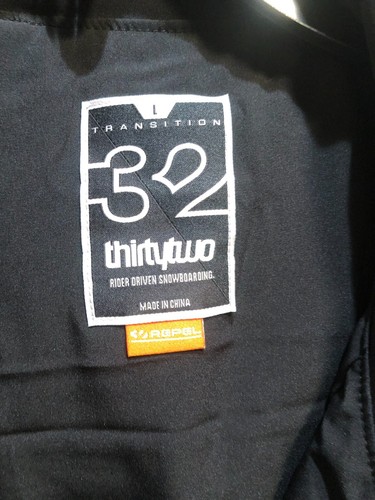 L
TRANSITION
32
thirtytwo
RIDER DRIVEN SNOWBOARDING.
MADE IN CHINA
REPEL